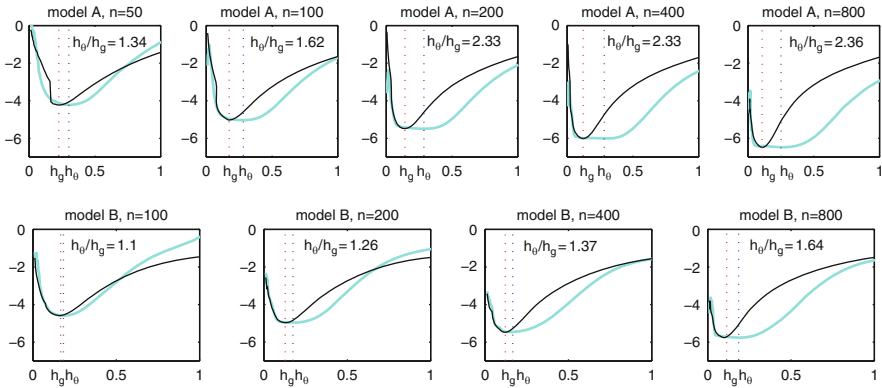 model A, n=50 model A, n=100 model A, n=200 model A, n=400 model A, n=800
0 0 0 0 0
hθ/hg=1.34 hθ/hg=1.62 hθ/hg=2.33 hθ/hg=2.33 hθ/hg=2.36
−2 −2 −2 −2 −2
−4 −4 −4 −4 −4
−6 −6 −6 −6 −6
0 hghθ 0.5 1 0 hg hθ 0.5 1 0 hg hθ 0.5 1 0 hg hθ 0.5 1 0 hg hθ 0.5 1
model B, n=100 model B, n=200 model B, n=400 model B, n=800
0 0 0 0
hθ/hg=1.1 hθ/hg=1.26 hθ/hg=1.37 hθ/hg=1.64
−2 −2 −2 −2
−4 −4 −4 −4
−6 −6 −6 −6
0 hghθ 0.5 1 0 hghθ 0.5 1 0 hghθ 0.5 1 0 hg hθ 0.5 1